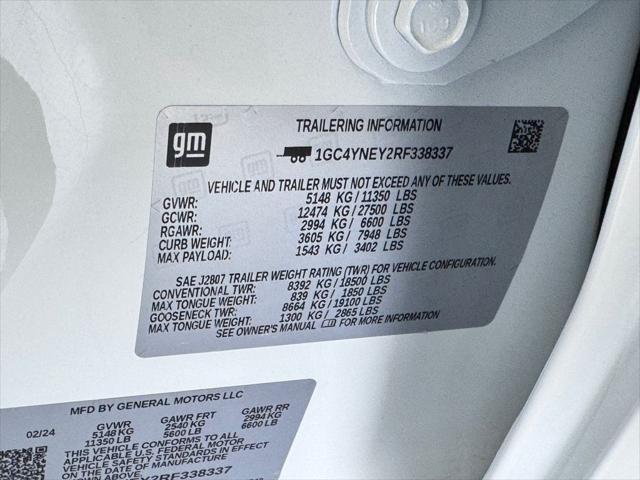 gm
TRAILERING INFORMATION
1GC4YNEY2RF338337
VEHICLE AND TRAILER MUST NOT EXCEED ANY OF THESE VALUES.
GVWR: 5148 KG/11350 LBS
GCWR: 12474 KG/27500 LBS
RGAWR: 2994 KG/ 6600 LBS
CURB WEIGHT: 3605 KG/ 7948 LBS
MAX PAYLOAD: 1543 KG/ 3402 LBS
SAE J2807 TRAILER WEIGHT RATING (TWR) FOR VEHICLE CONFIGURATION.
CONVENTIONAL TWR: 8392 KG/18500 LBS
MAX TONGUE WEIGHT: 839 KG/ 1850 LBS
GOOSENECK TWR: 8664 KG/19100 LBS
MAX TONGUE WEIGHT: 1300 KG/ 2865 LBS
SEE OWNER'S MANUAL FOR MORE INFORMATION
MFD BY GENERAL MOTORS LLC
02/24
GVWR GAWR FRT GAWR RR
5148 KG 2540 KG 2994 KG
11350 LB 5600 LB 6600 LB
THIS VEHICLE CONFORMS TO ALL
APPLICABLE U.S. FEDERAL MOTOR
VEHICLE SAFETY STANDARDS IN EFFECT
ON THE DATE OF MANUFACTURE
SHOWN ABOVE.
Y2RF338337